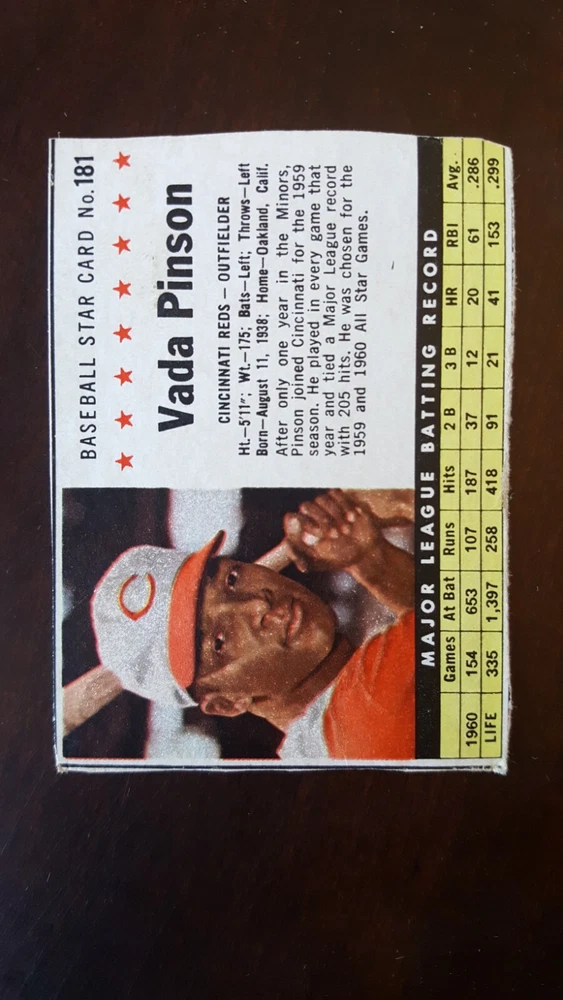 BASEBALL STAR CARD No.181
Vada Pinson
CINCINNATI REDS — OUTFIELDER
Ht.—5'11"; Wt.—175; Bats—Left; Throws—Left
Born—August 11, 1938; Home—Oakland, Calif.
After only one year in the Minors,
Pinson joined Cincinnati for the 1959
season. He played in every game that
year and tied a Major League record
with 205 hits. He was chosen for the
1959 and 1960 All Star Games.
C
MAJOR LEAGUE BATTING RECORD
Games At Bat Runs Hits 2 B 3 B HR RBI Avg.
1960 154 653 107 187 37 12 20 61 .286
LIFE 335 1,397 258 418 91 21 41 153 .299